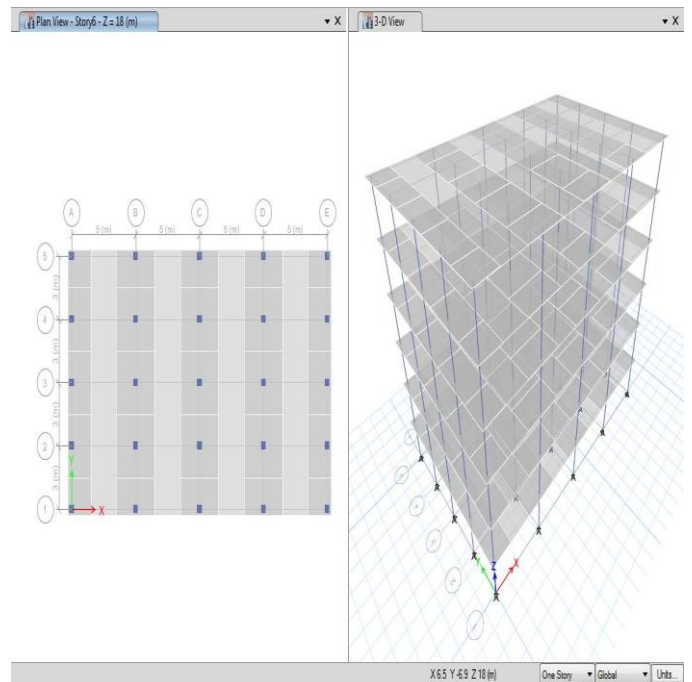 Plan View - Story6 - Z = 18 (m)
3-D View
A
B
C
D
E
5 (m)
5 (m)
5 (m)
5 (m)
5
4
3
2
1
Y
X
Y
Z
X
X 6.5 Y -6.9 Z 18 (m)
One Story
Global
Units...